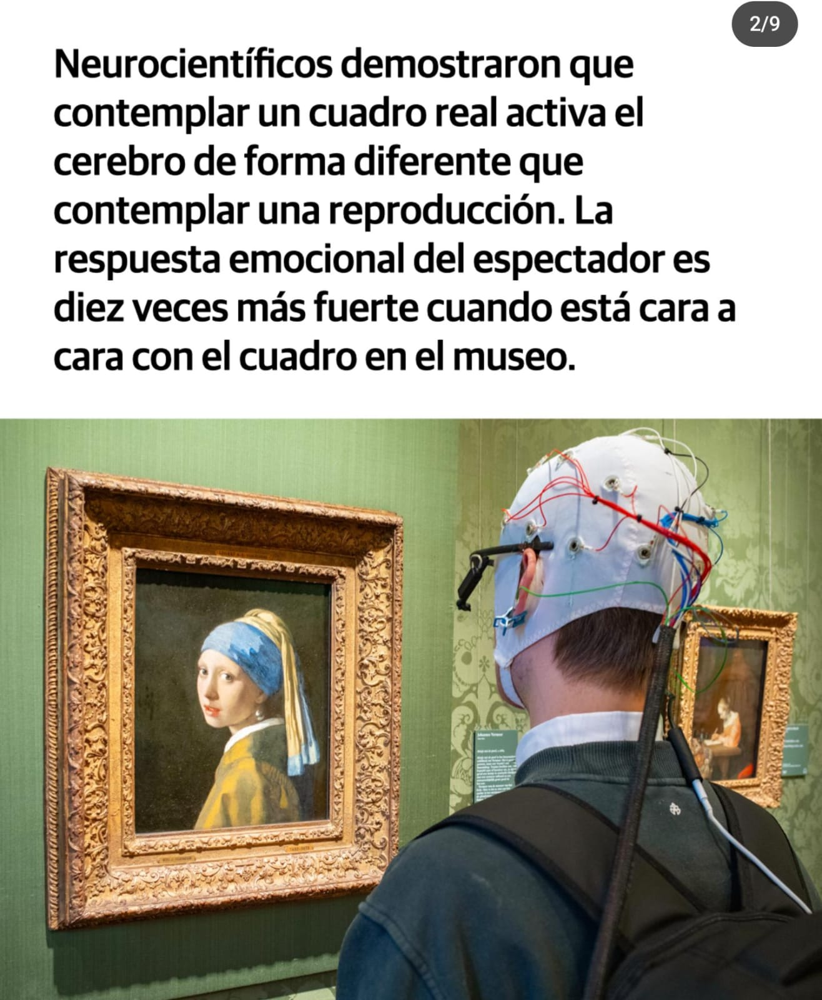 2/9
Neurocientíficos demostraron que
contemplar un cuadro real activa el
cerebro de forma diferente que
contemplar una reproducción. La
respuesta emocional del espectador es
diez veces más fuerte cuando está cara a
cara con el cuadro en el museo.
Johannes Vermeer